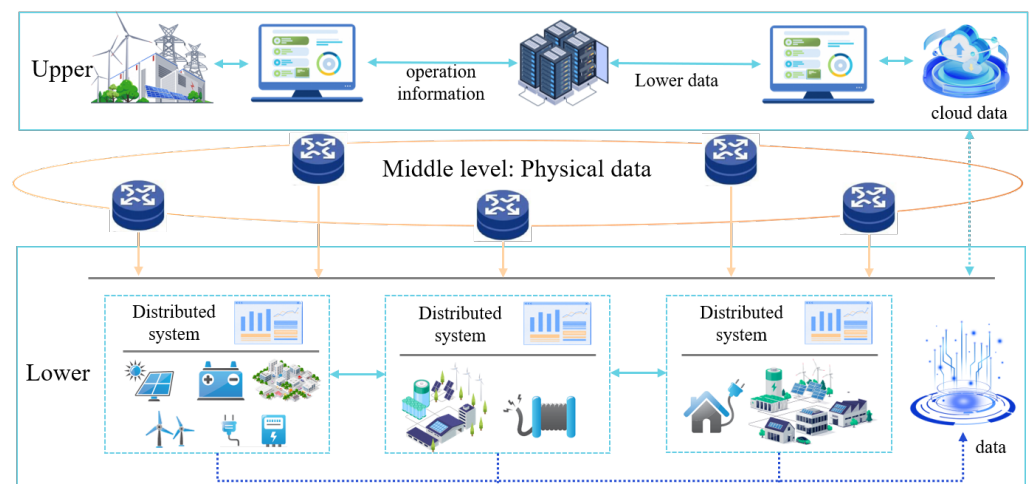 Upper
operation
information
Lower data
cloud data
Middle level: Physical data
Distributed
system
Distributed
system
Distributed
system
Lower
data